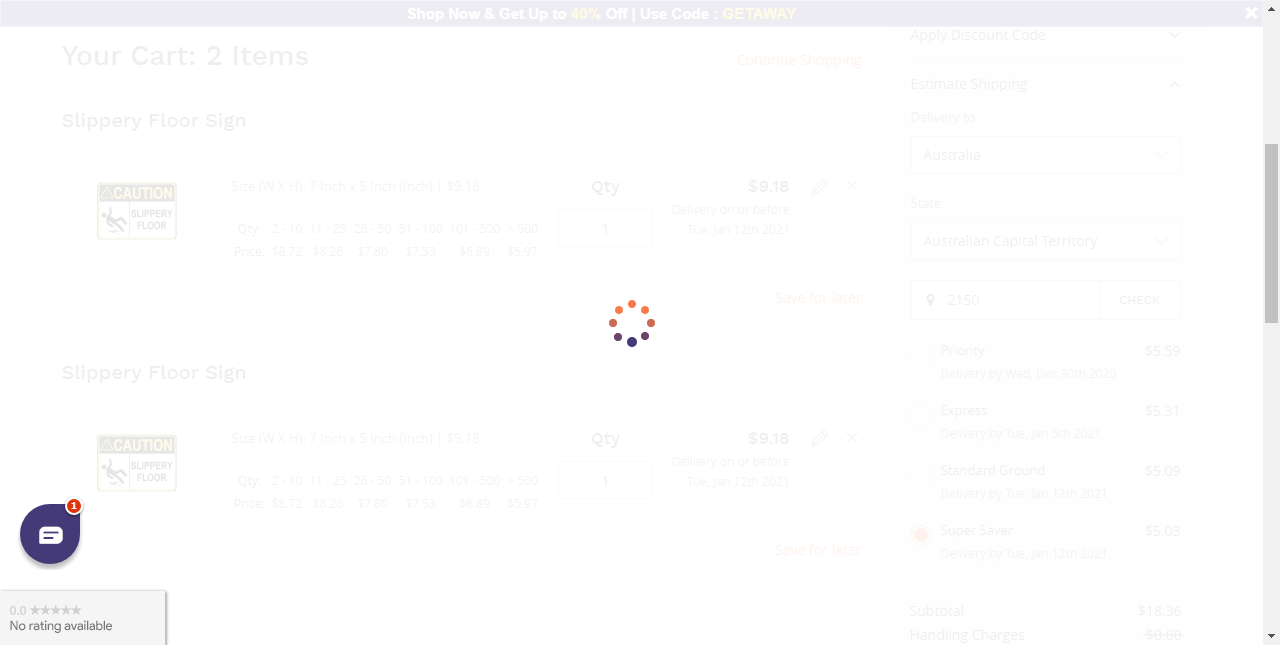 Shop Now & Get Up to 40% Off | Use Code : GETAWAY
Your Cart: 2 Items
Continue Shopping
Slippery Floor Sign
CAUTION
SLIPPERY
FLOOR
Size (W X H): 7 Inch x 5 Inch (Inch) | $9.18
Qty: 2 - 10 11 - 25 26 - 50 51 - 100 101 - 500 > 500
Price: $8.72 $8.26 $7.80 $7.53 $6.89 $5.97
Qty
1
$9.18
Delivery on or before
Tue, Jan 12th 2021
Save for later
Slippery Floor Sign
CAUTION
SLIPPERY
FLOOR
Size (W X H): 7 Inch x 5 Inch (Inch) | $9.18
Qty: 2 - 10 11 - 25 26 - 50 51 - 100 101 - 500 > 500
Price: $8.72 $8.26 $7.80 $7.53 $6.89 $5.97
Qty
1
$9.18
Delivery on or before
Tue, Jan 12th 2021
Save for later
Apply Discount Code
Estimate Shipping
Delivery to
Australia
State
Australian Capital Territory
2150
CHECK
Priority $5.59
Delivery by Wed, Dec 30th 2020
Express $5.31
Delivery by Tue, Jan 5th 2021
Standard Ground $5.09
Delivery by Tue, Jan 12th 2021
Super Saver $5.03
Delivery by Tue, Jan 12th 2021
Subtotal $18.36
Handling Charges $0.00
1
0.0 ★★★★★
No rating available